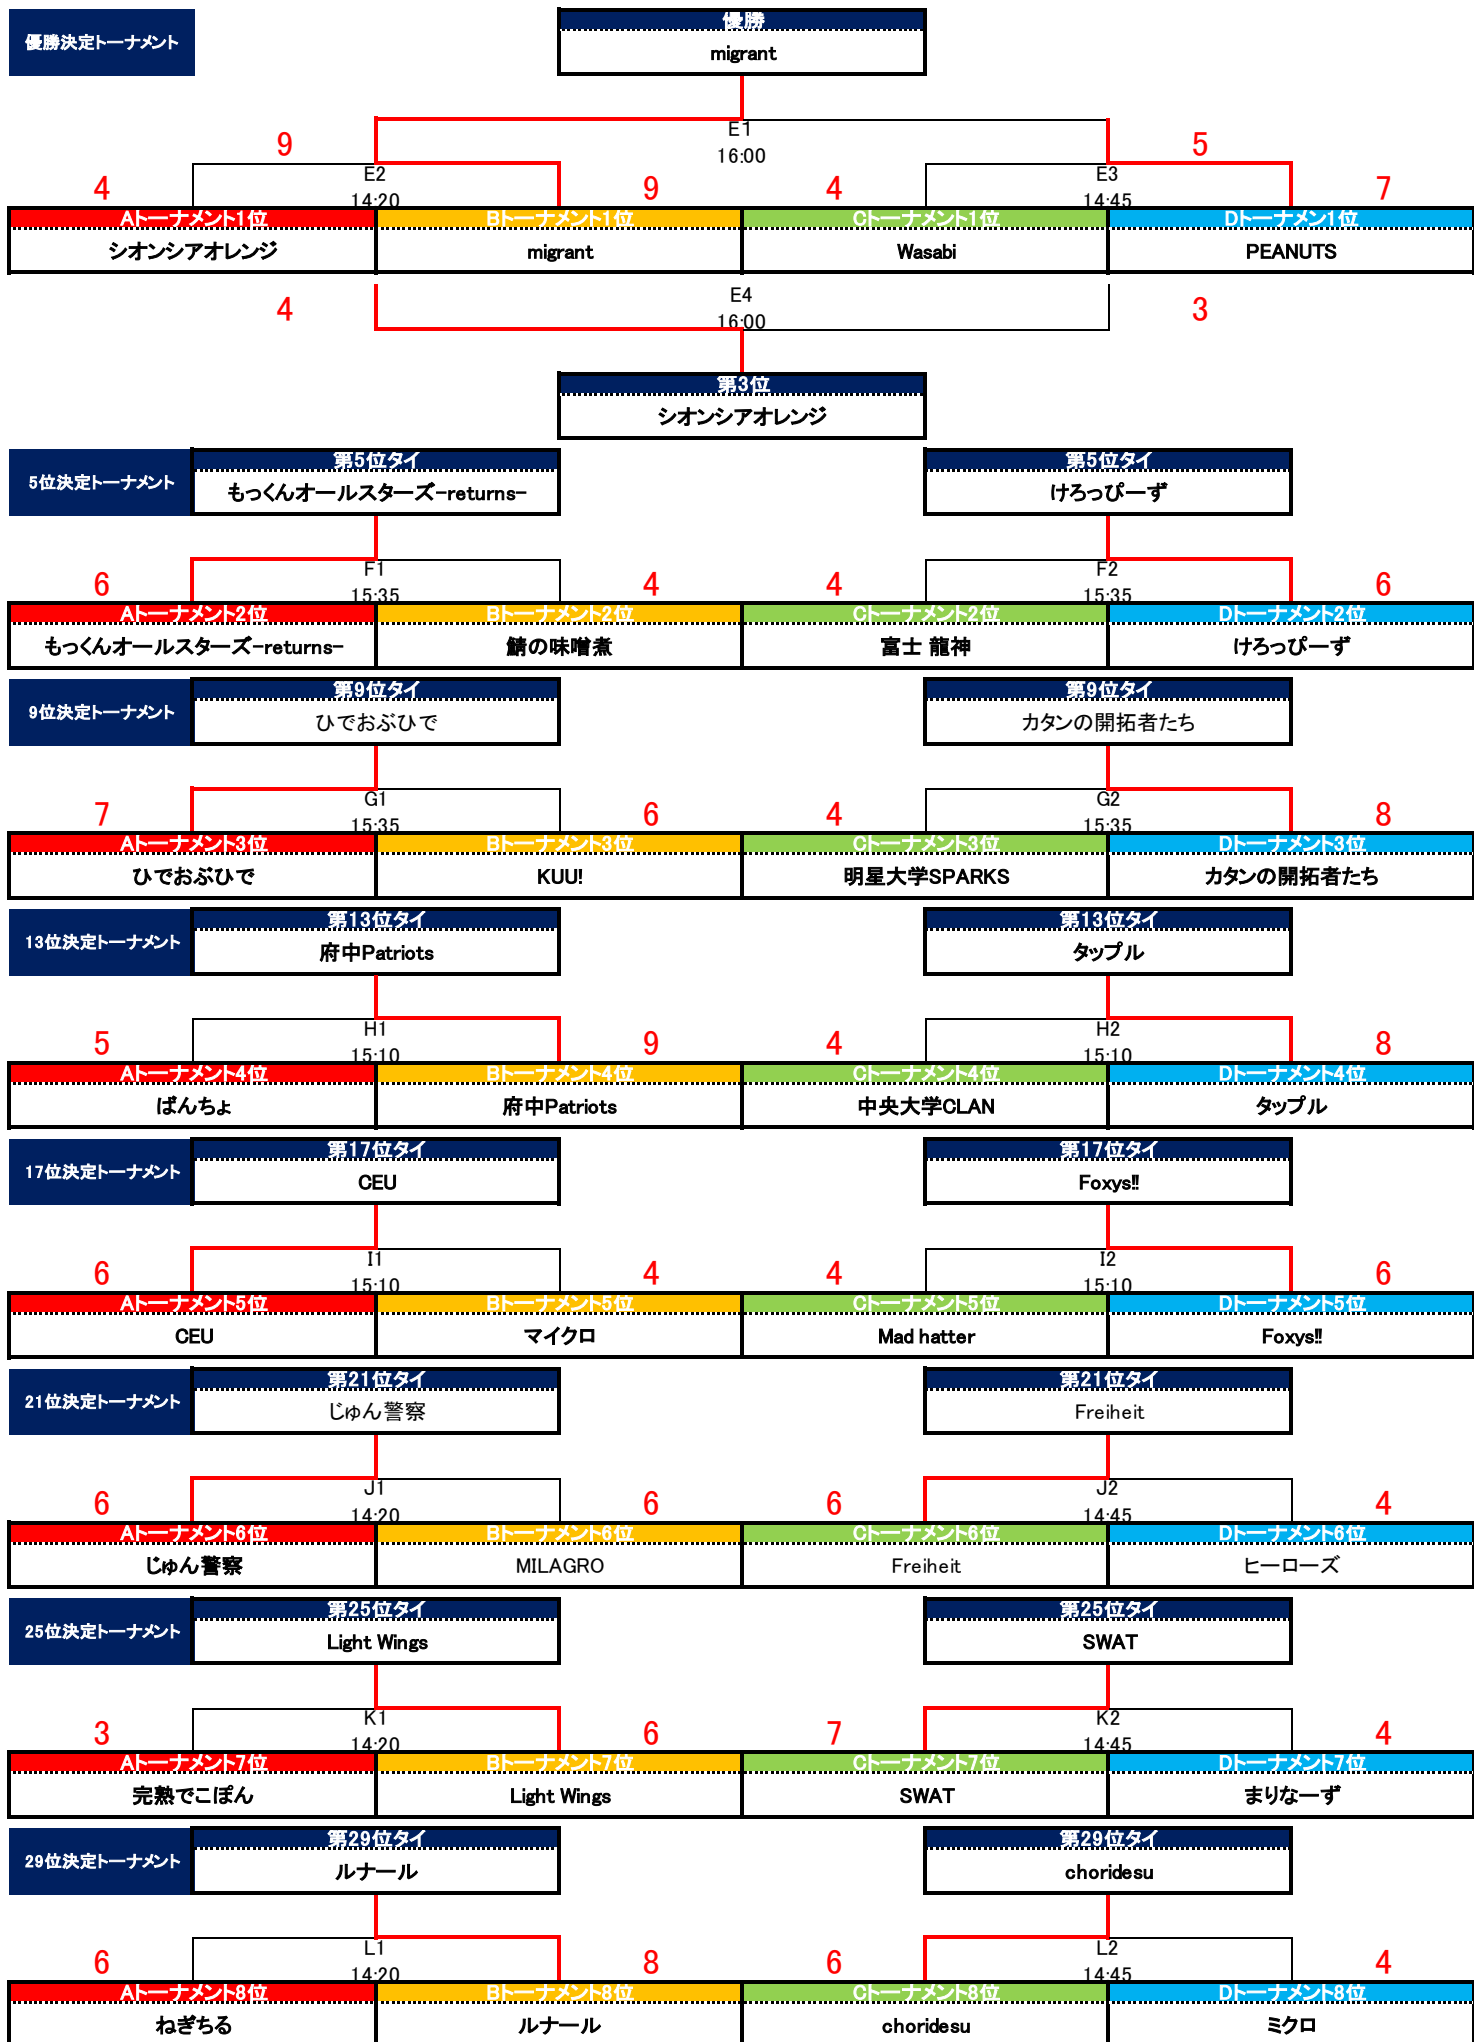 優勝決定トーナメント
優勝
migrant
E1
16:00
9
5
E2
14:20
E3
14:45
4
9
4
7
Aトーナメント1位
Bトーナメント1位
Cトーナメント1位
Dトーナメン1位
シオンシアオレンジ
migrant
Wasabi
PEANUTS
E4
16:00
4
3
第3位
シオンシアオレンジ
5位決定トーナメント
第5位タイ
第5位タイ
もっくんオールスターズ-returns-
けろっぴーず
F1
15:35
F2
15:35
6
4
4
6
Aトーナメント2位
Bトーナメント2位
Cトーナメント2位
Dトーナメント2位
もっくんオールスターズ-returns-
鯖の味噌煮
富士 龍神
けろっぴーず
9位決定トーナメント
第9位タイ
第9位タイ
ひでおぶひで
カタンの開拓者たち
G1
15:35
G2
15:35
7
6
4
8
Aトーナメント3位
Bトーナメント3位
Cトーナメント3位
Dトーナメント3位
ひでおぶひで
KUU!
明星大学SPARKS
カタンの開拓者たち
13位決定トーナメント
第13位タイ
第13位タイ
府中Patriots
タップル
H1
15:10
H2
15:10
5
9
4
8
Aトーナメント4位
Bトーナメント4位
Cトーナメント4位
Dトーナメント4位
ばんちょ
府中Patriots
中央大学CLAN
タップル
17位決定トーナメント
第17位タイ
第17位タイ
CEU
Foxys!!
I1
15:10
I2
15:10
6
4
4
6
Aトーナメント5位
Bトーナメント5位
Cトーナメント5位
Dトーナメント5位
CEU
マイクロ
Mad hatter
Foxys!!
21位決定トーナメント
第21位タイ
第21位タイ
じゅん警察
Freiheit
J1
14:20
J2
14:45
6
6
6
4
Aトーナメント6位
Bトーナメント6位
Cトーナメント6位
Dトーナメント6位
じゅん警察
MILAGRO
Freiheit
ヒーローズ
25位決定トーナメント
第25位タイ
第25位タイ
Light Wings
SWAT
K1
14:20
K2
14:45
3
6
7
4
Aトーナメント7位
Bトーナメント7位
Cトーナメント7位
Dトーナメント7位
完熟でこぽん
Light Wings
SWAT
まりなーず
29位決定トーナメント
第29位タイ
第29位タイ
ルナール
choridesu
L1
14:20
L2
14:45
6
8
6
4
Aトーナメント8位
Bトーナメント8位
Cトーナメント8位
Dトーナメント8位
ねぎちる
ルナール
choridesu
ミクロ